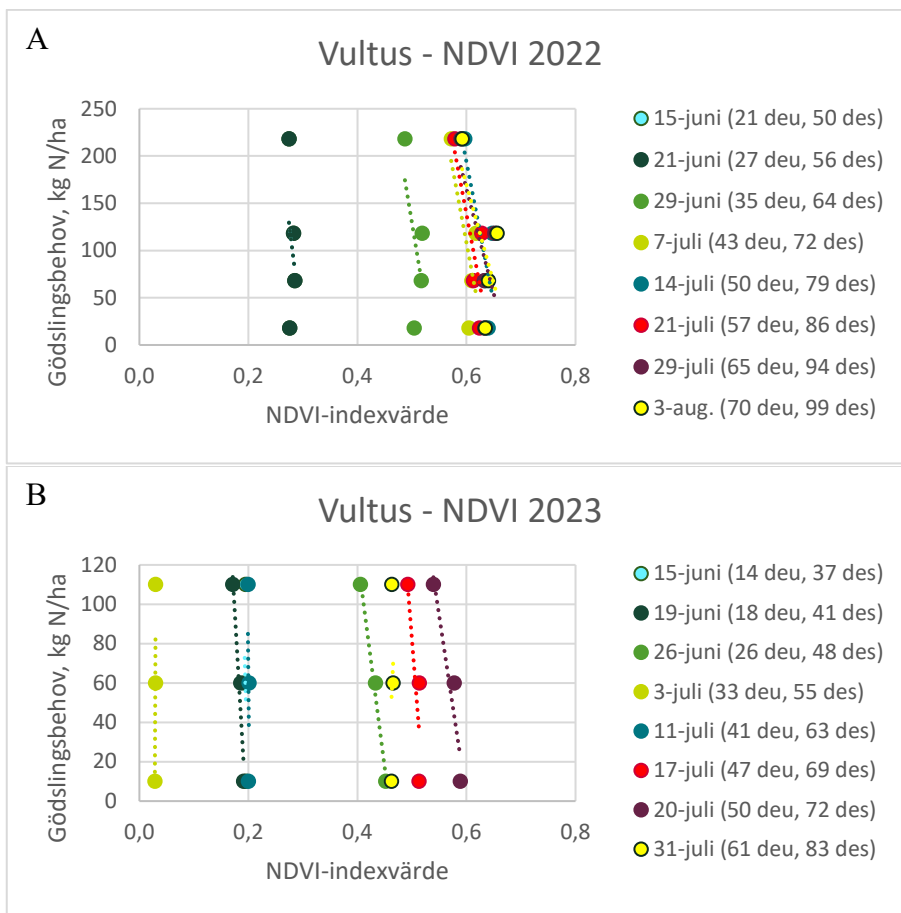 A
Vultus - NDVI 2022
Gödslingsbehov, kg N/ha
250
200
150
100
50
0
0,0 0,2 0,4 0,6 0,8
NDVI-indexvärde
15-juni (21 deu, 50 des)
21-juni (27 deu, 56 des)
29-juni (35 deu, 64 des)
7-juli (43 deu, 72 des)
14-juli (50 deu, 79 des)
21-juli (57 deu, 86 des)
29-juli (65 deu, 94 des)
3-aug. (70 deu, 99 des)
B
Vultus - NDVI 2023
Gödslingsbehov, kg N/ha
120
100
80
60
40
20
0
0,0 0,2 0,4 0,6 0,8
NDVI-indexvärde
15-juni (14 deu, 37 des)
19-juni (18 deu, 41 des)
26-juni (26 deu, 48 des)
3-juli (33 deu, 55 des)
11-juli (41 deu, 63 des)
17-juli (47 deu, 69 des)
20-juli (50 deu, 72 des)
31-juli (61 deu, 83 des)